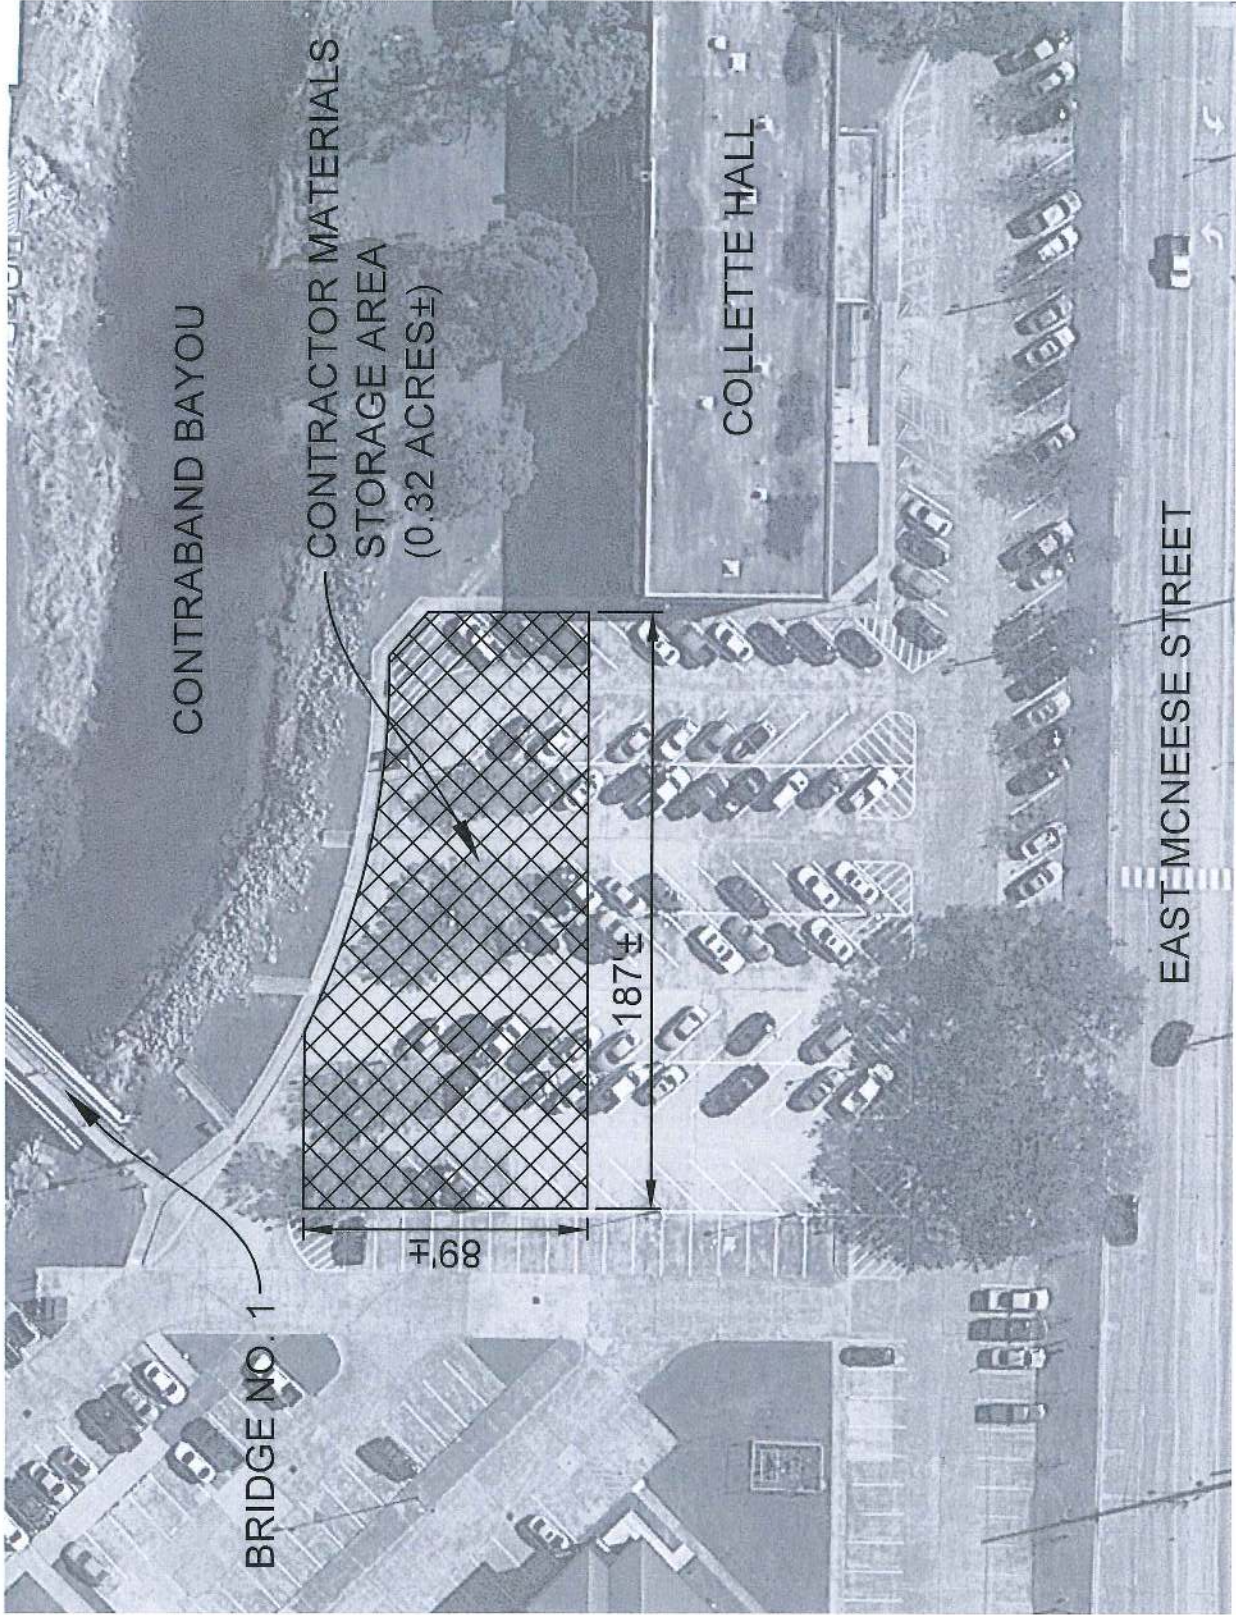 CONTRABAND BAYOU
BRIDGE NO. 1
CONTRACTOR MATERIALS
STORAGE AREA
(0.32 ACRES±)
89'±
187'±
COLLETTE HALL
EAST MCNEESE STREET